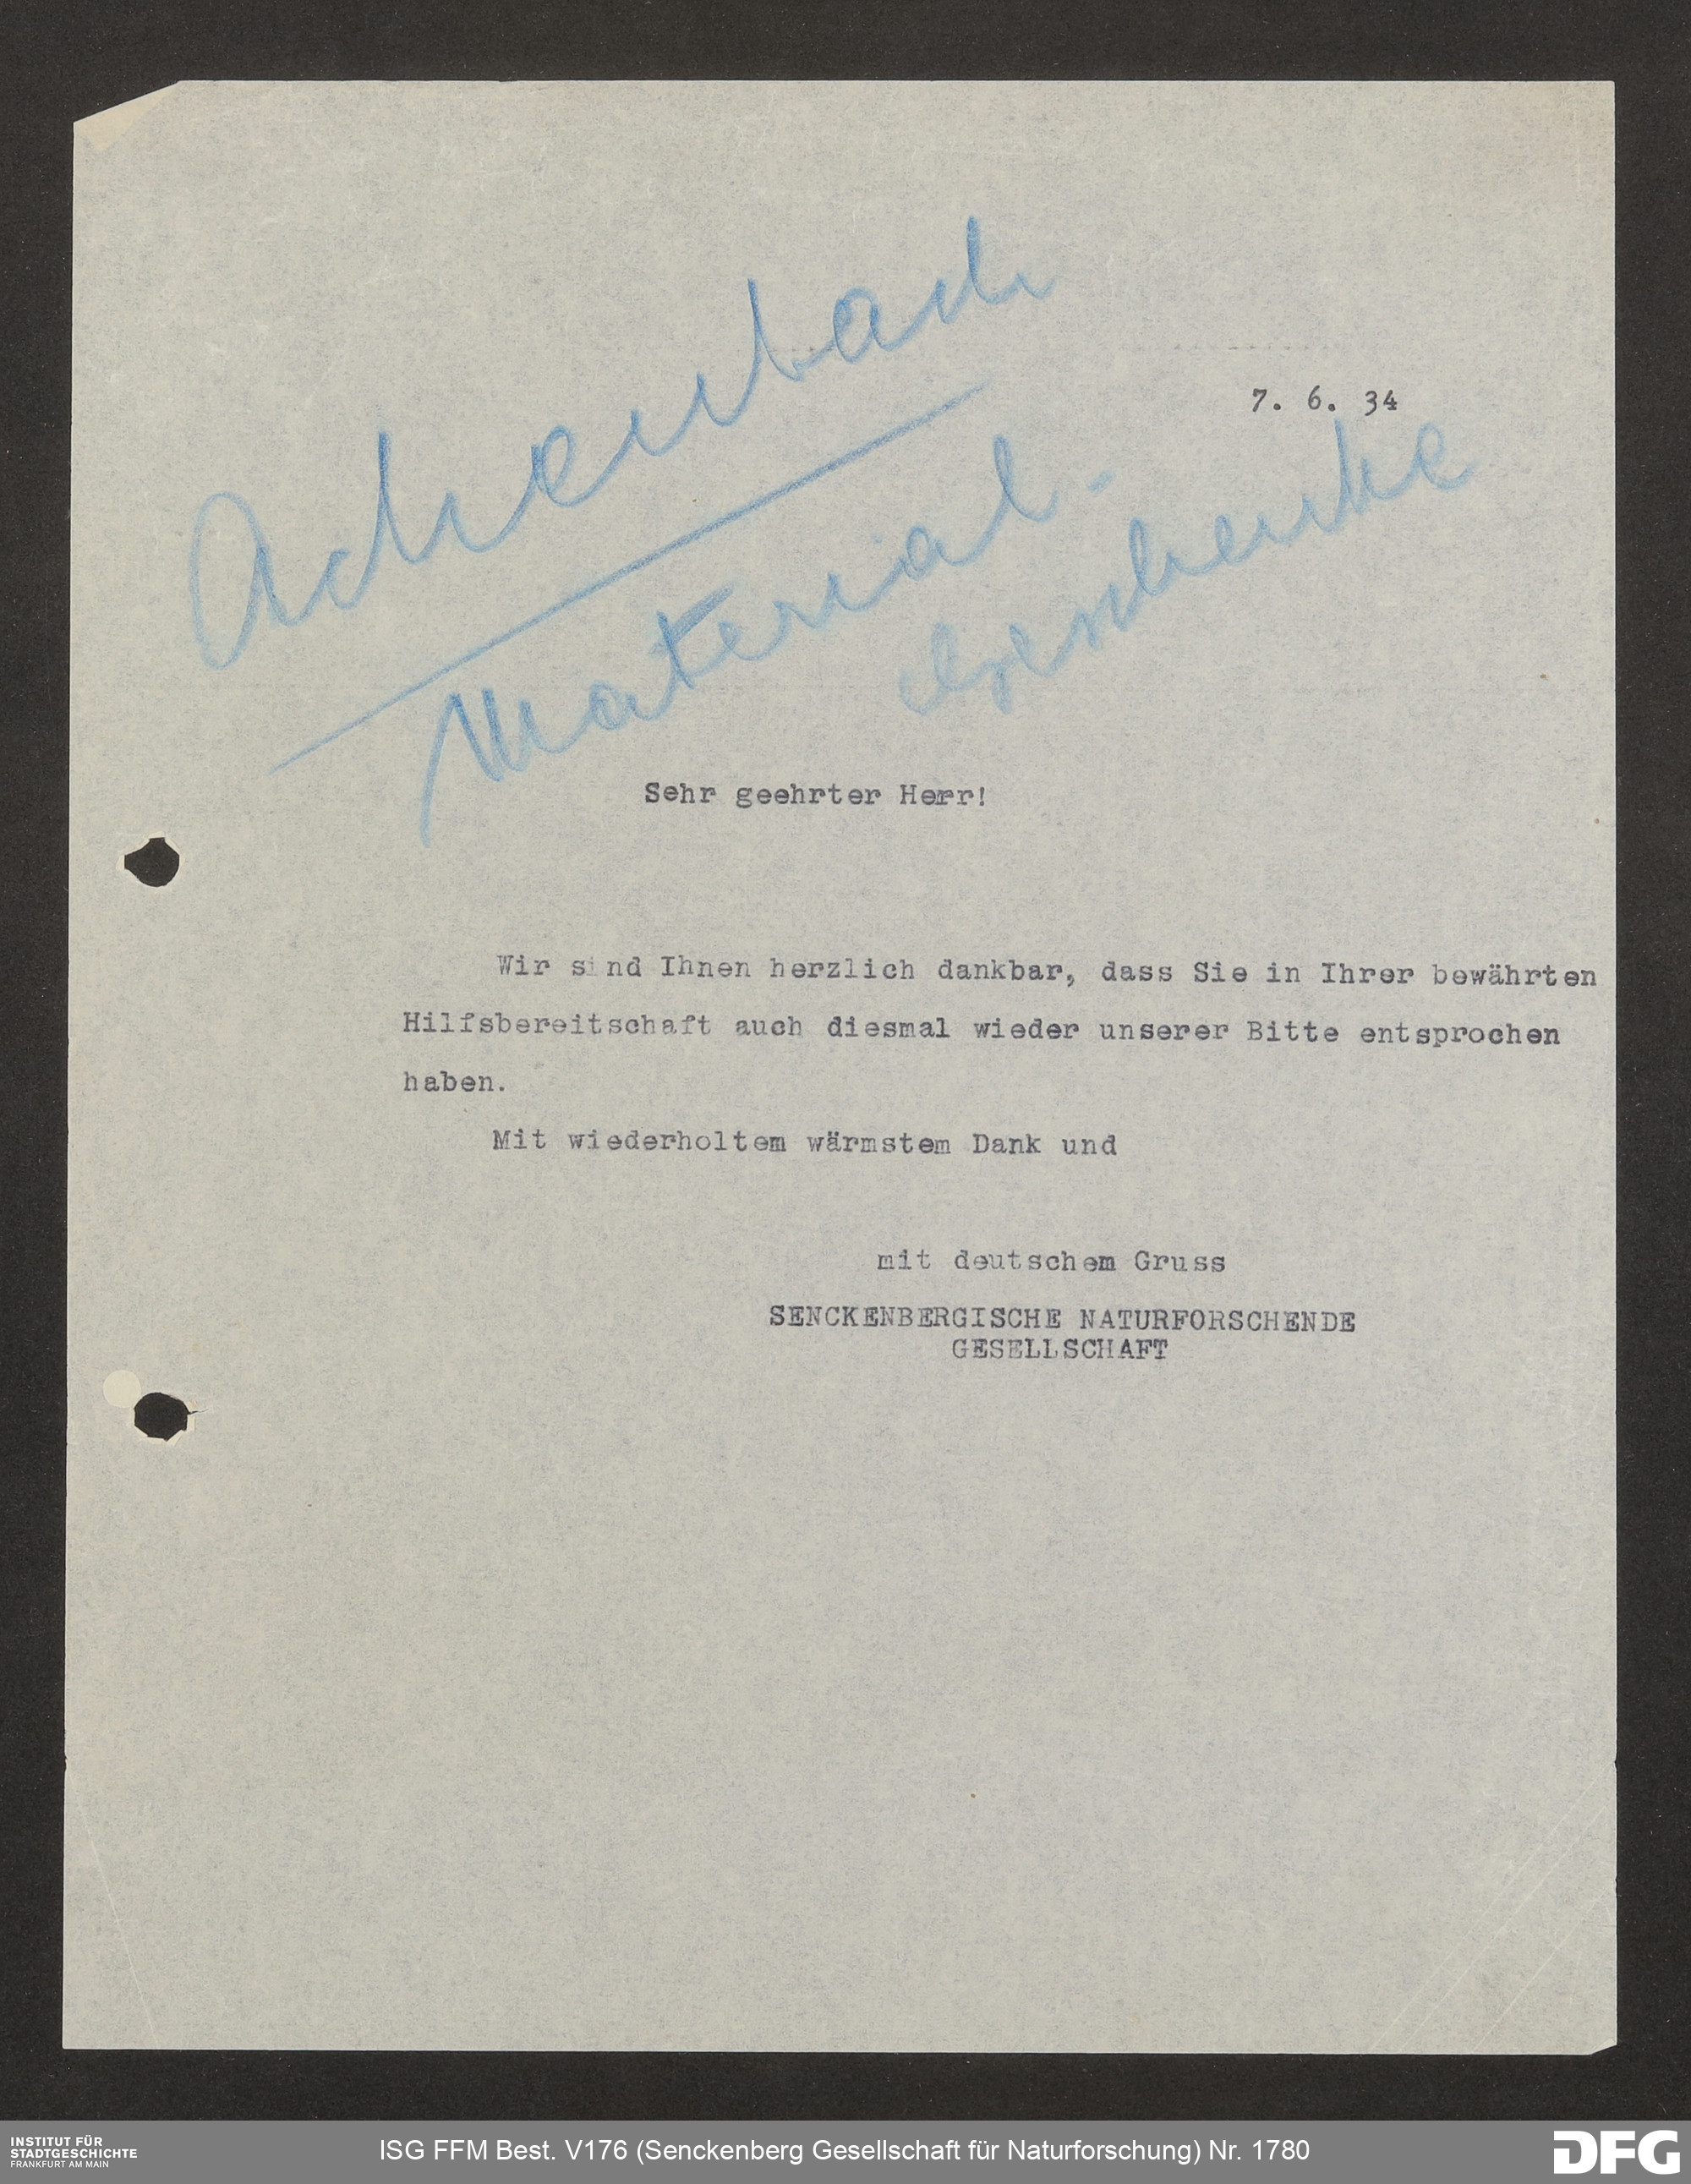 Achenbach
7. 6. 34
Material-
geschenke
Sehr geehrter Herr!
Wir sind Ihnen herzlich dankbar, dass Sie in Ihrer bewährten
Hilfsbereitschaft auch diesmal wieder unserer Bitte entsprochen
haben.
Mit wiederholtem wärmstem Dank und
mit deutschem Gruss
SENCKENBERGISCHE NATURFORSCHENDE
GESELLSCHAFT
INSTITUT FÜR
STADTGESCHICHTE
FRANKFURT AM MAIN
ISG FFM Best. V176 (Senckenberg Gesellschaft für Naturforschung) Nr. 1780
DFG